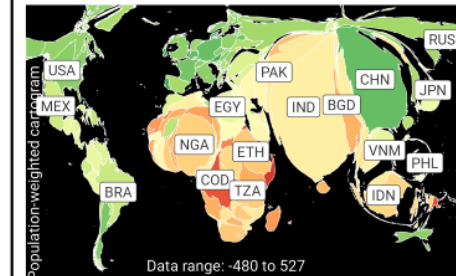 Population-weighted cartogram
RUS
USA
PAK
CHN
JPN
MEX
EGY
IND
BGD
NGA
ETH
VNM
PHL
COD
TZA
BRA
IDN
Data range: -480 to 527